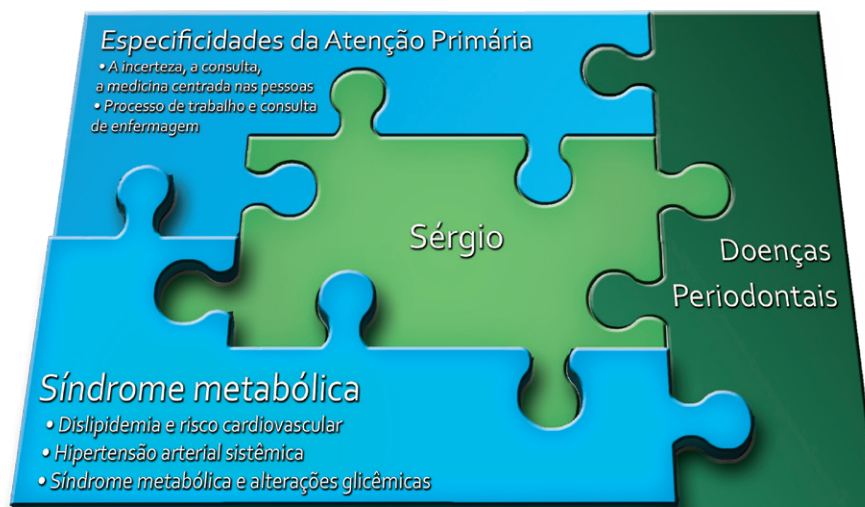 Especificidades da Atenção Primária
• A incerteza, a consulta,
a medicina centrada nas pessoas
• Processo de trabalho e consulta
de enfermagem
Sérgio
Doenças
Periodontais
Síndrome metabólica
• Dislipidemia e risco cardiovascular
• Hipertensão arterial sistêmica
• Síndrome metabólica e alterações glicêmicas